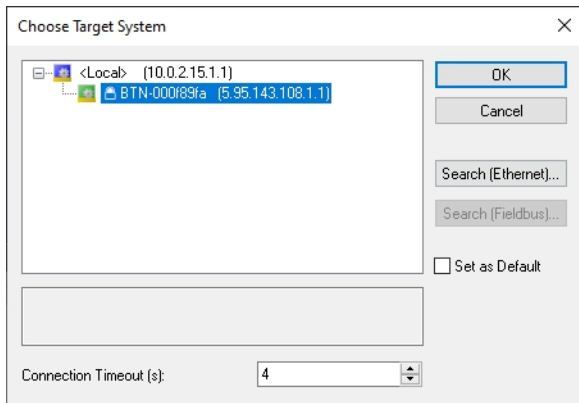 Choose Target System
<Local> (10.0.2.15.1.1)
BTN-000f89fa (5.95.143.108.1.1)
OK
Cancel
Search (Ethernet)...
Search (Fieldbus)...
Set as Default
Connection Timeout (s):
4